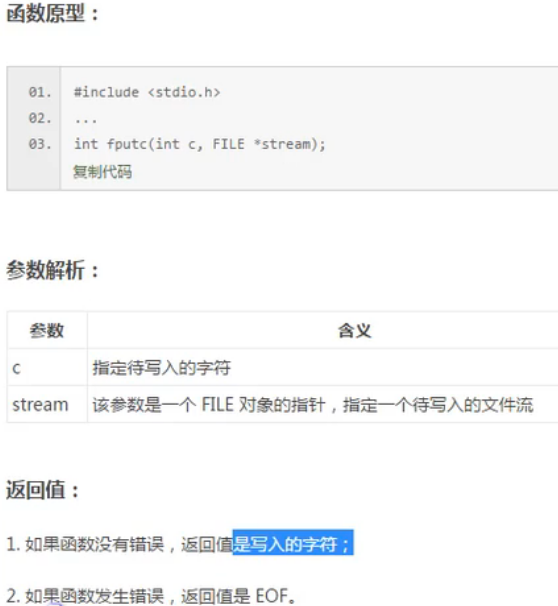 函数原型：
01. #include <stdio.h>
02. ...
03. int fputc(int c, FILE *stream);
复制代码
参数解析：
参数 含义
c 指定待写入的字符
stream 该参数是一个 FILE 对象的指针，指定一个待写入的文件流
返回值：
1. 如果函数没有错误，返回值是写入的字符；
2. 如果函数发生错误，返回值是 EOF。